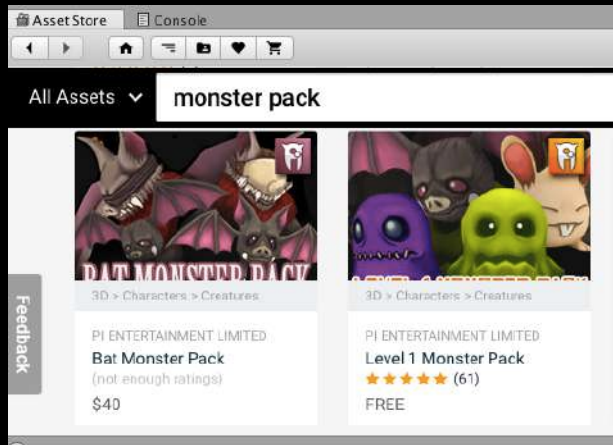 Asset Store
Console
All Assets
monster pack
BAT MONSTER PACK
3D > Characters > Creatures
3D > Characters > Creatures
Feedback
PI ENTERTAINMENT LIMITED
PI ENTERTAINMENT LIMITED
Bat Monster Pack
Level 1 Monster Pack
(not enough ratings)
(61)
$40
FREE